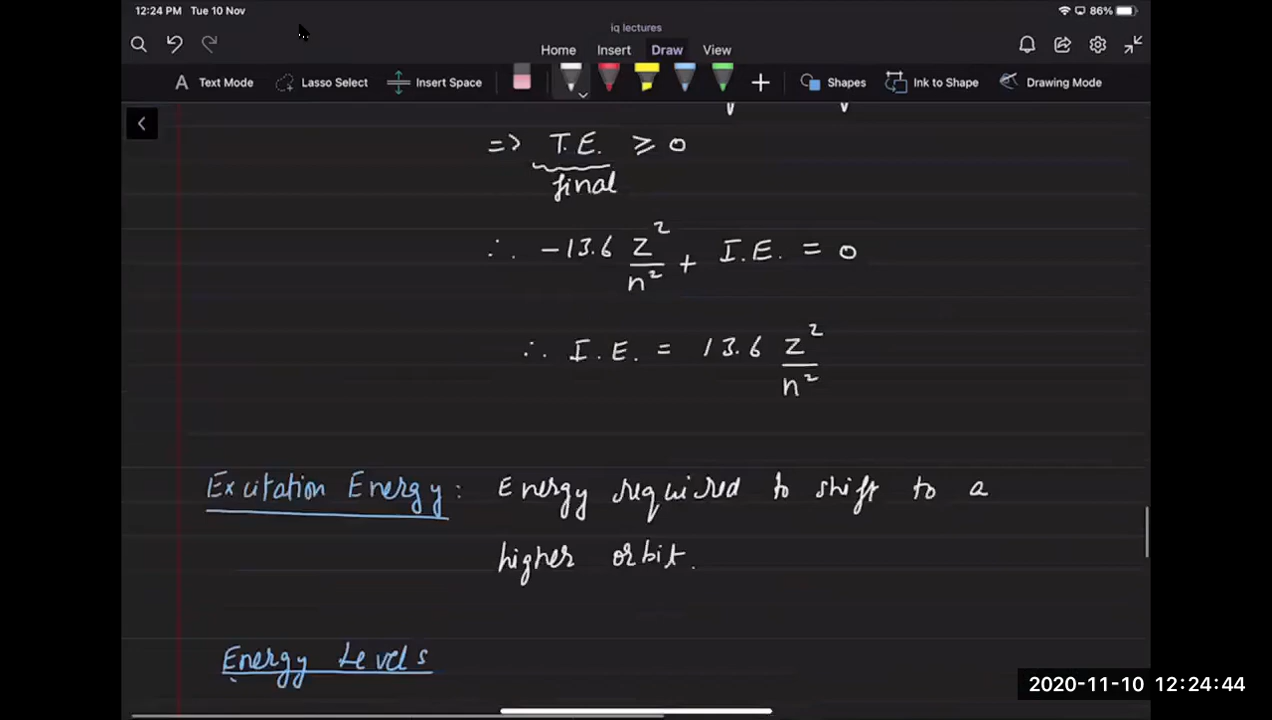 12:24 PM Tue 10 Nov
86%
iq lectures
Home Insert Draw View
Text Mode Lasso Select Insert Space Shapes Ink to Shape Drawing Mode
=> T.E. ≥ 0
final
∴ -13.6 Z²/n² + I.E. = 0
∴ I.E. = 13.6 Z²/n²
Excitation Energy: Energy required to shift to a
higher orbit.
Energy Levels
2020-11-10 12:24:44